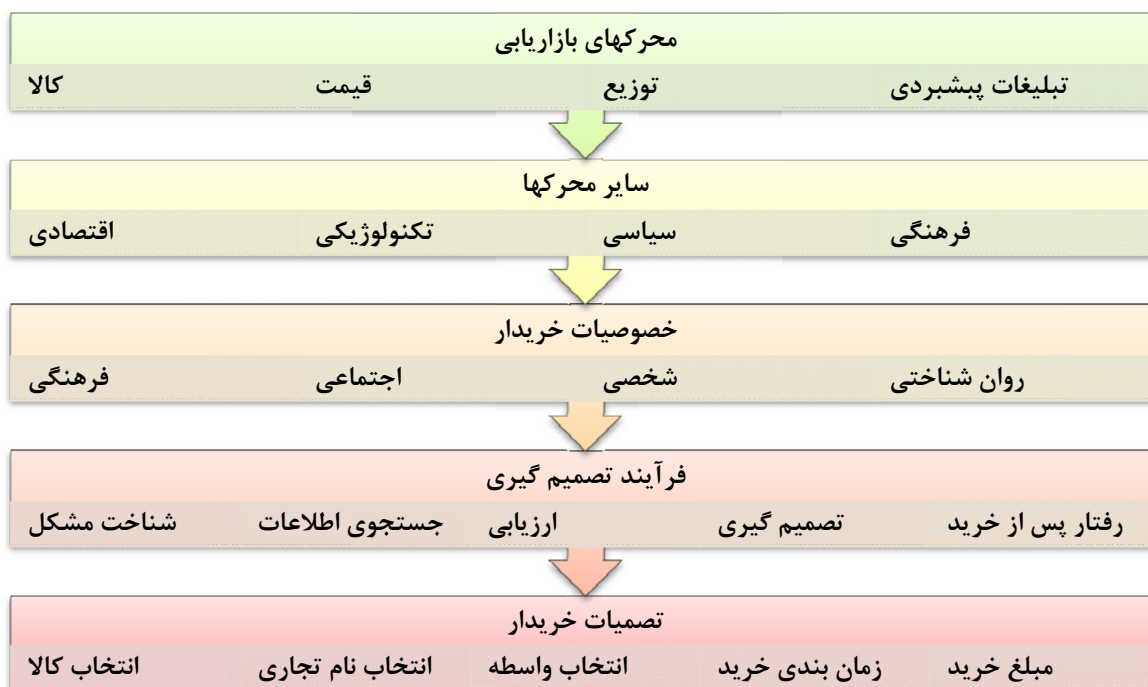 محرکهای بازاریابی
تبلیغات پبشبردی توزیع قیمت کالا
سایر محرکها
فرهنگی سیاسی تکنولوژیکی اقتصادی
خصوصیات خریدار
روان شناختی شخصی اجتماعی فرهنگی
فرآیند تصمیم گیری
رفتار پس از خرید تصمیم گیری ارزیابی جستجوی اطلاعات شناخت مشکل
تصمیات خریدار
مبلغ خرید زمان بندی خرید انتخاب واسطه انتخاب نام تجاری انتخاب کالا